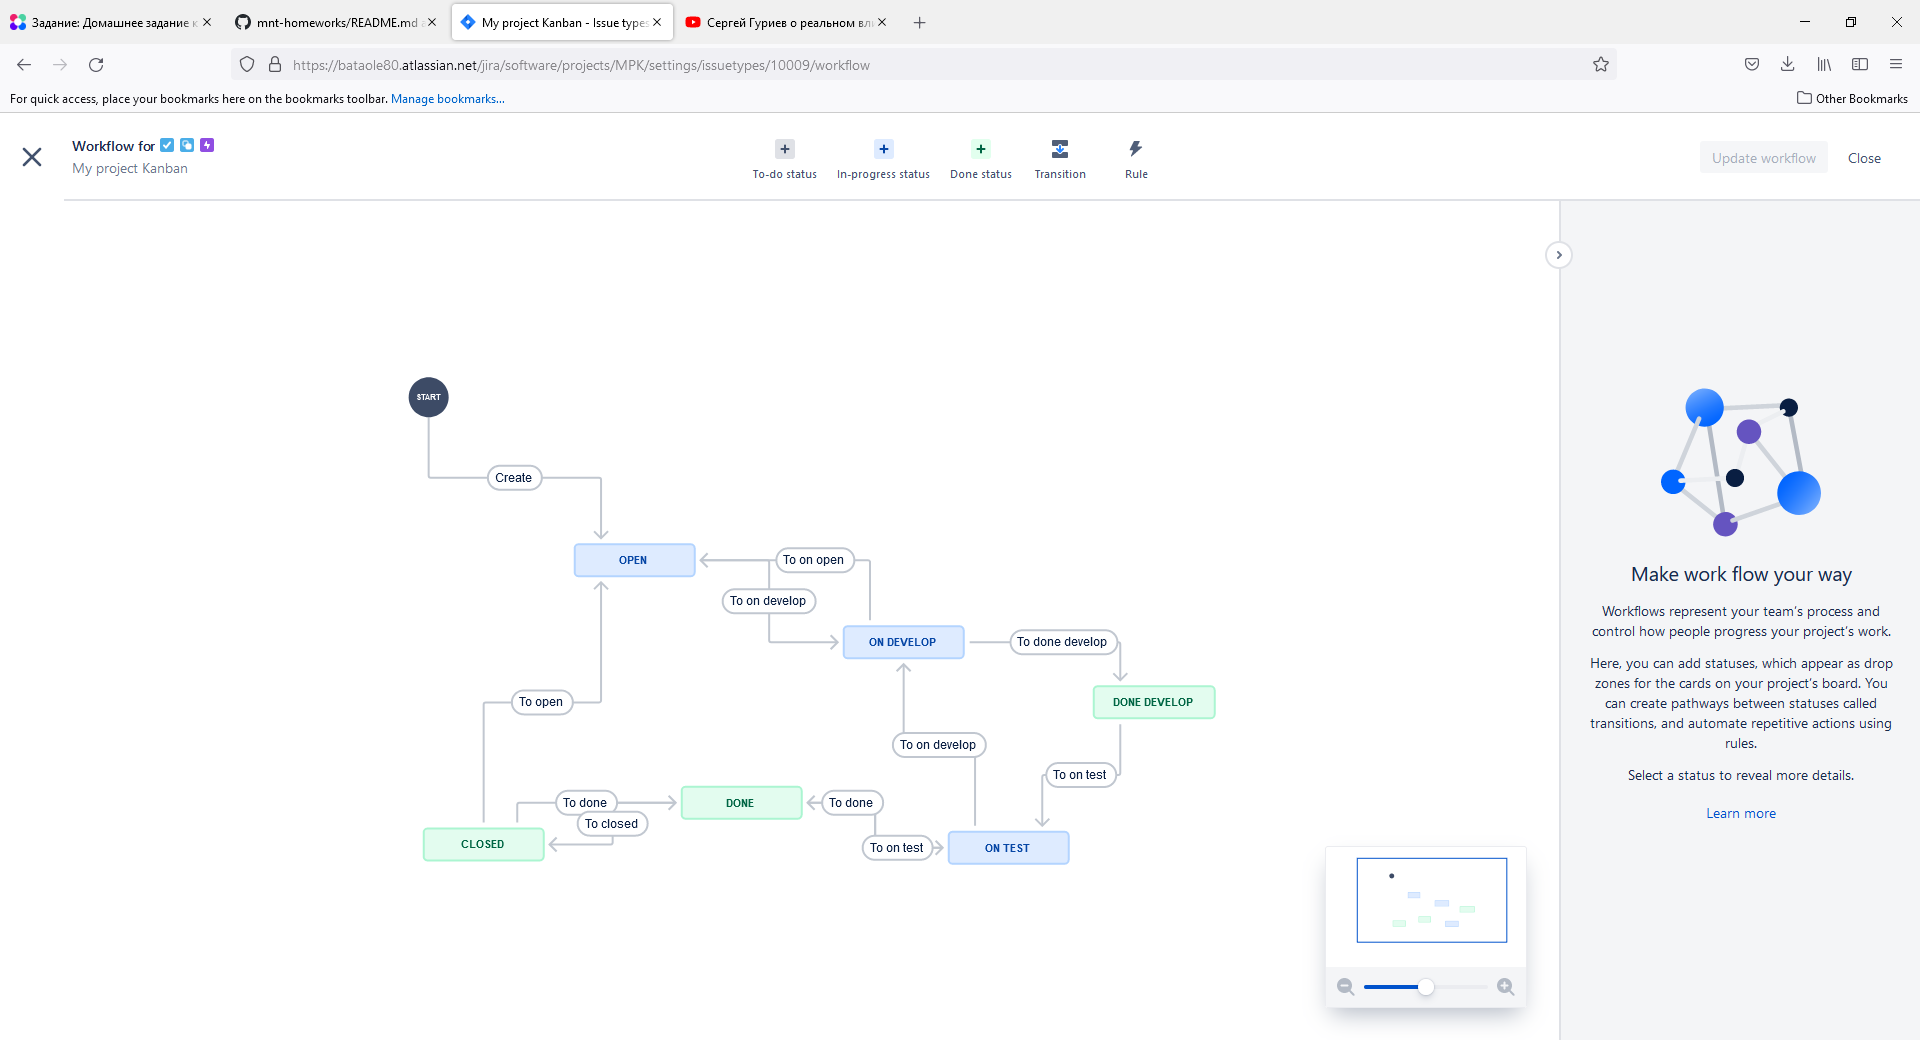 Задание: Домашнее задание к
mnt-homeworks/README.md a
My project Kanban - Issue types
Сергей Гуриев о реальном вли
https://bataole80.atlassian.net/jira/software/projects/MPK/settings/issuetypes/10009/workflow
For quick access, place your bookmarks here on the bookmarks toolbar. Manage bookmarks...
Other Bookmarks
Workflow for
My project Kanban
To-do status
In-progress status
Done status
Transition
Rule
Update workflow
Close
START
Create
OPEN
To on open
To on develop
ON DEVELOP
To done develop
DONE DEVELOP
To open
To on develop
To on test
To done
DONE
To done
To closed
CLOSED
To on test
ON TEST
Make work flow your way
Workflows represent your team's process and
control how people progress your project's work.
Here, you can add statuses, which appear as drop
zones for the cards on your project's board. You
can create pathways between statuses called
transitions, and automate repetitive actions using
rules.
Select a status to reveal more details.
Learn more